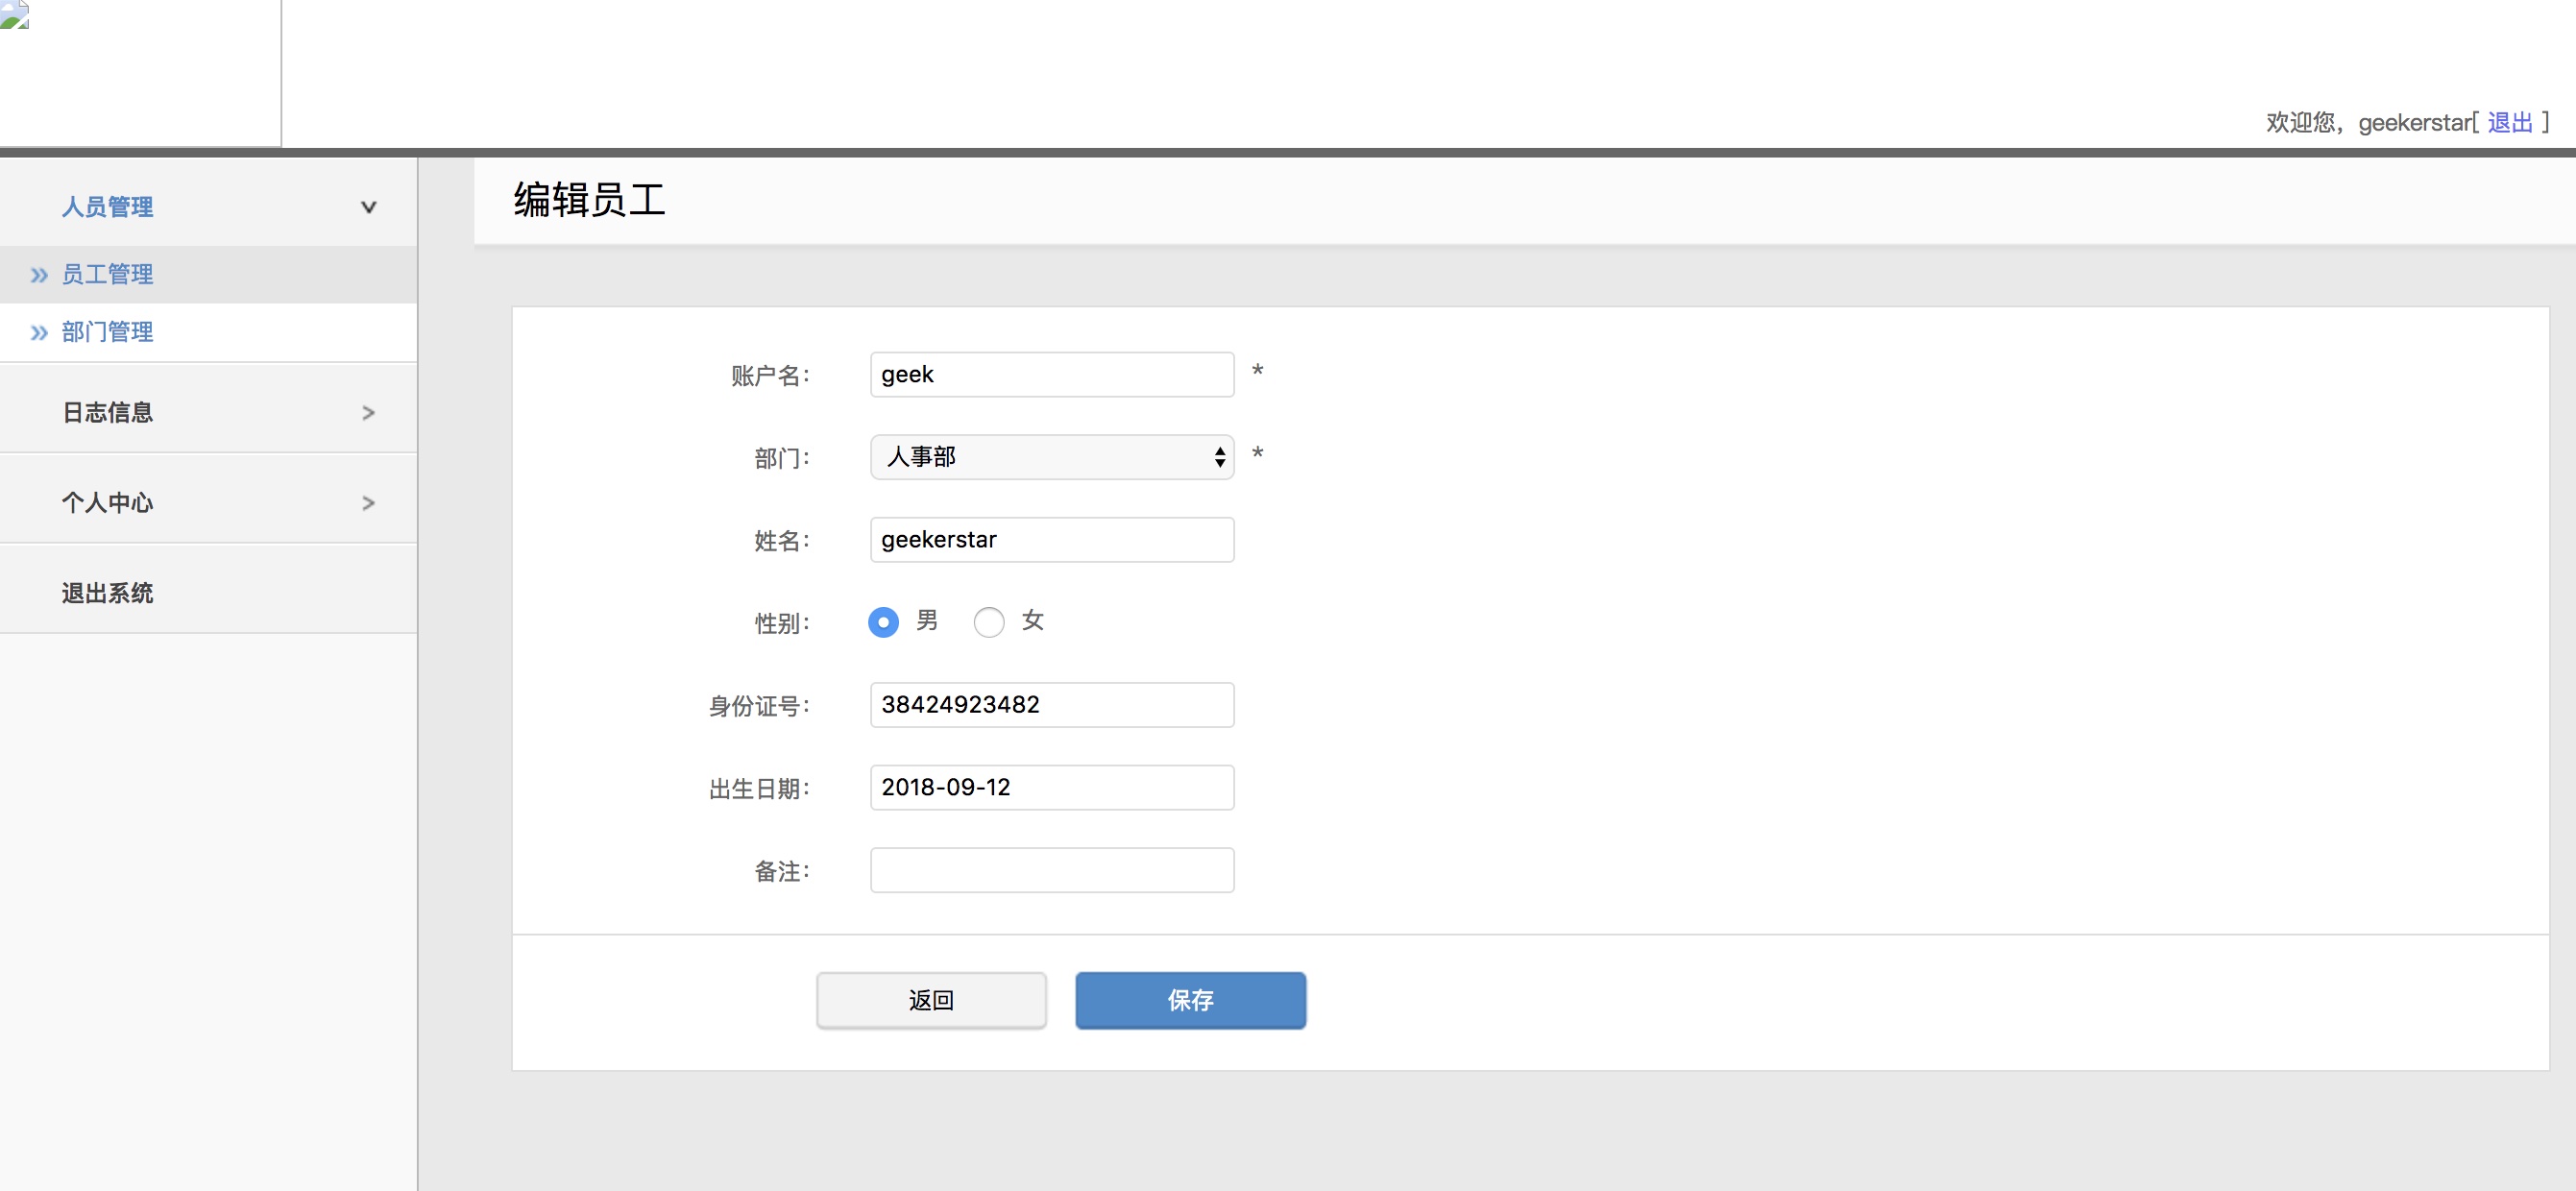 欢迎您，geekerstar[ 退出 ]
人员管理
员工管理
部门管理
日志信息
个人中心
退出系统
编辑员工
账户名： geek *
部门： 人事部 *
姓名： geekerstar
性别： 男 女
身份证号： 38424923482
出生日期： 2018-09-12
备注：
返回 保存